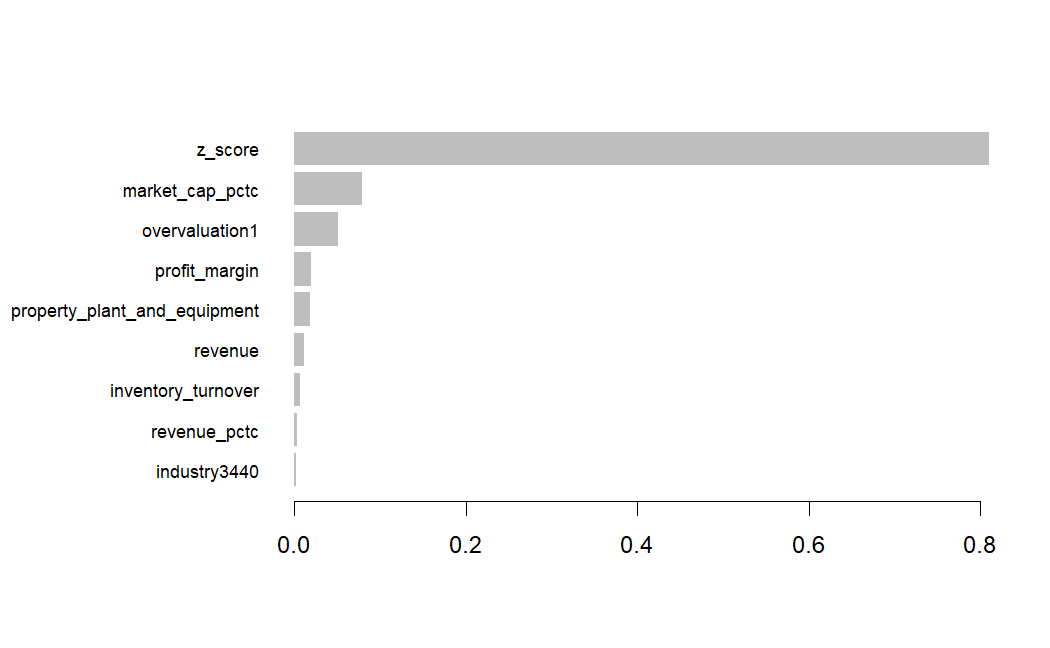 z_score
market_cap_pctc
overvaluation1
profit_margin
property_plant_and_equipment
revenue
inventory_turnover
revenue_pctc
industry3440
0.0 0.2 0.4 0.6 0.8